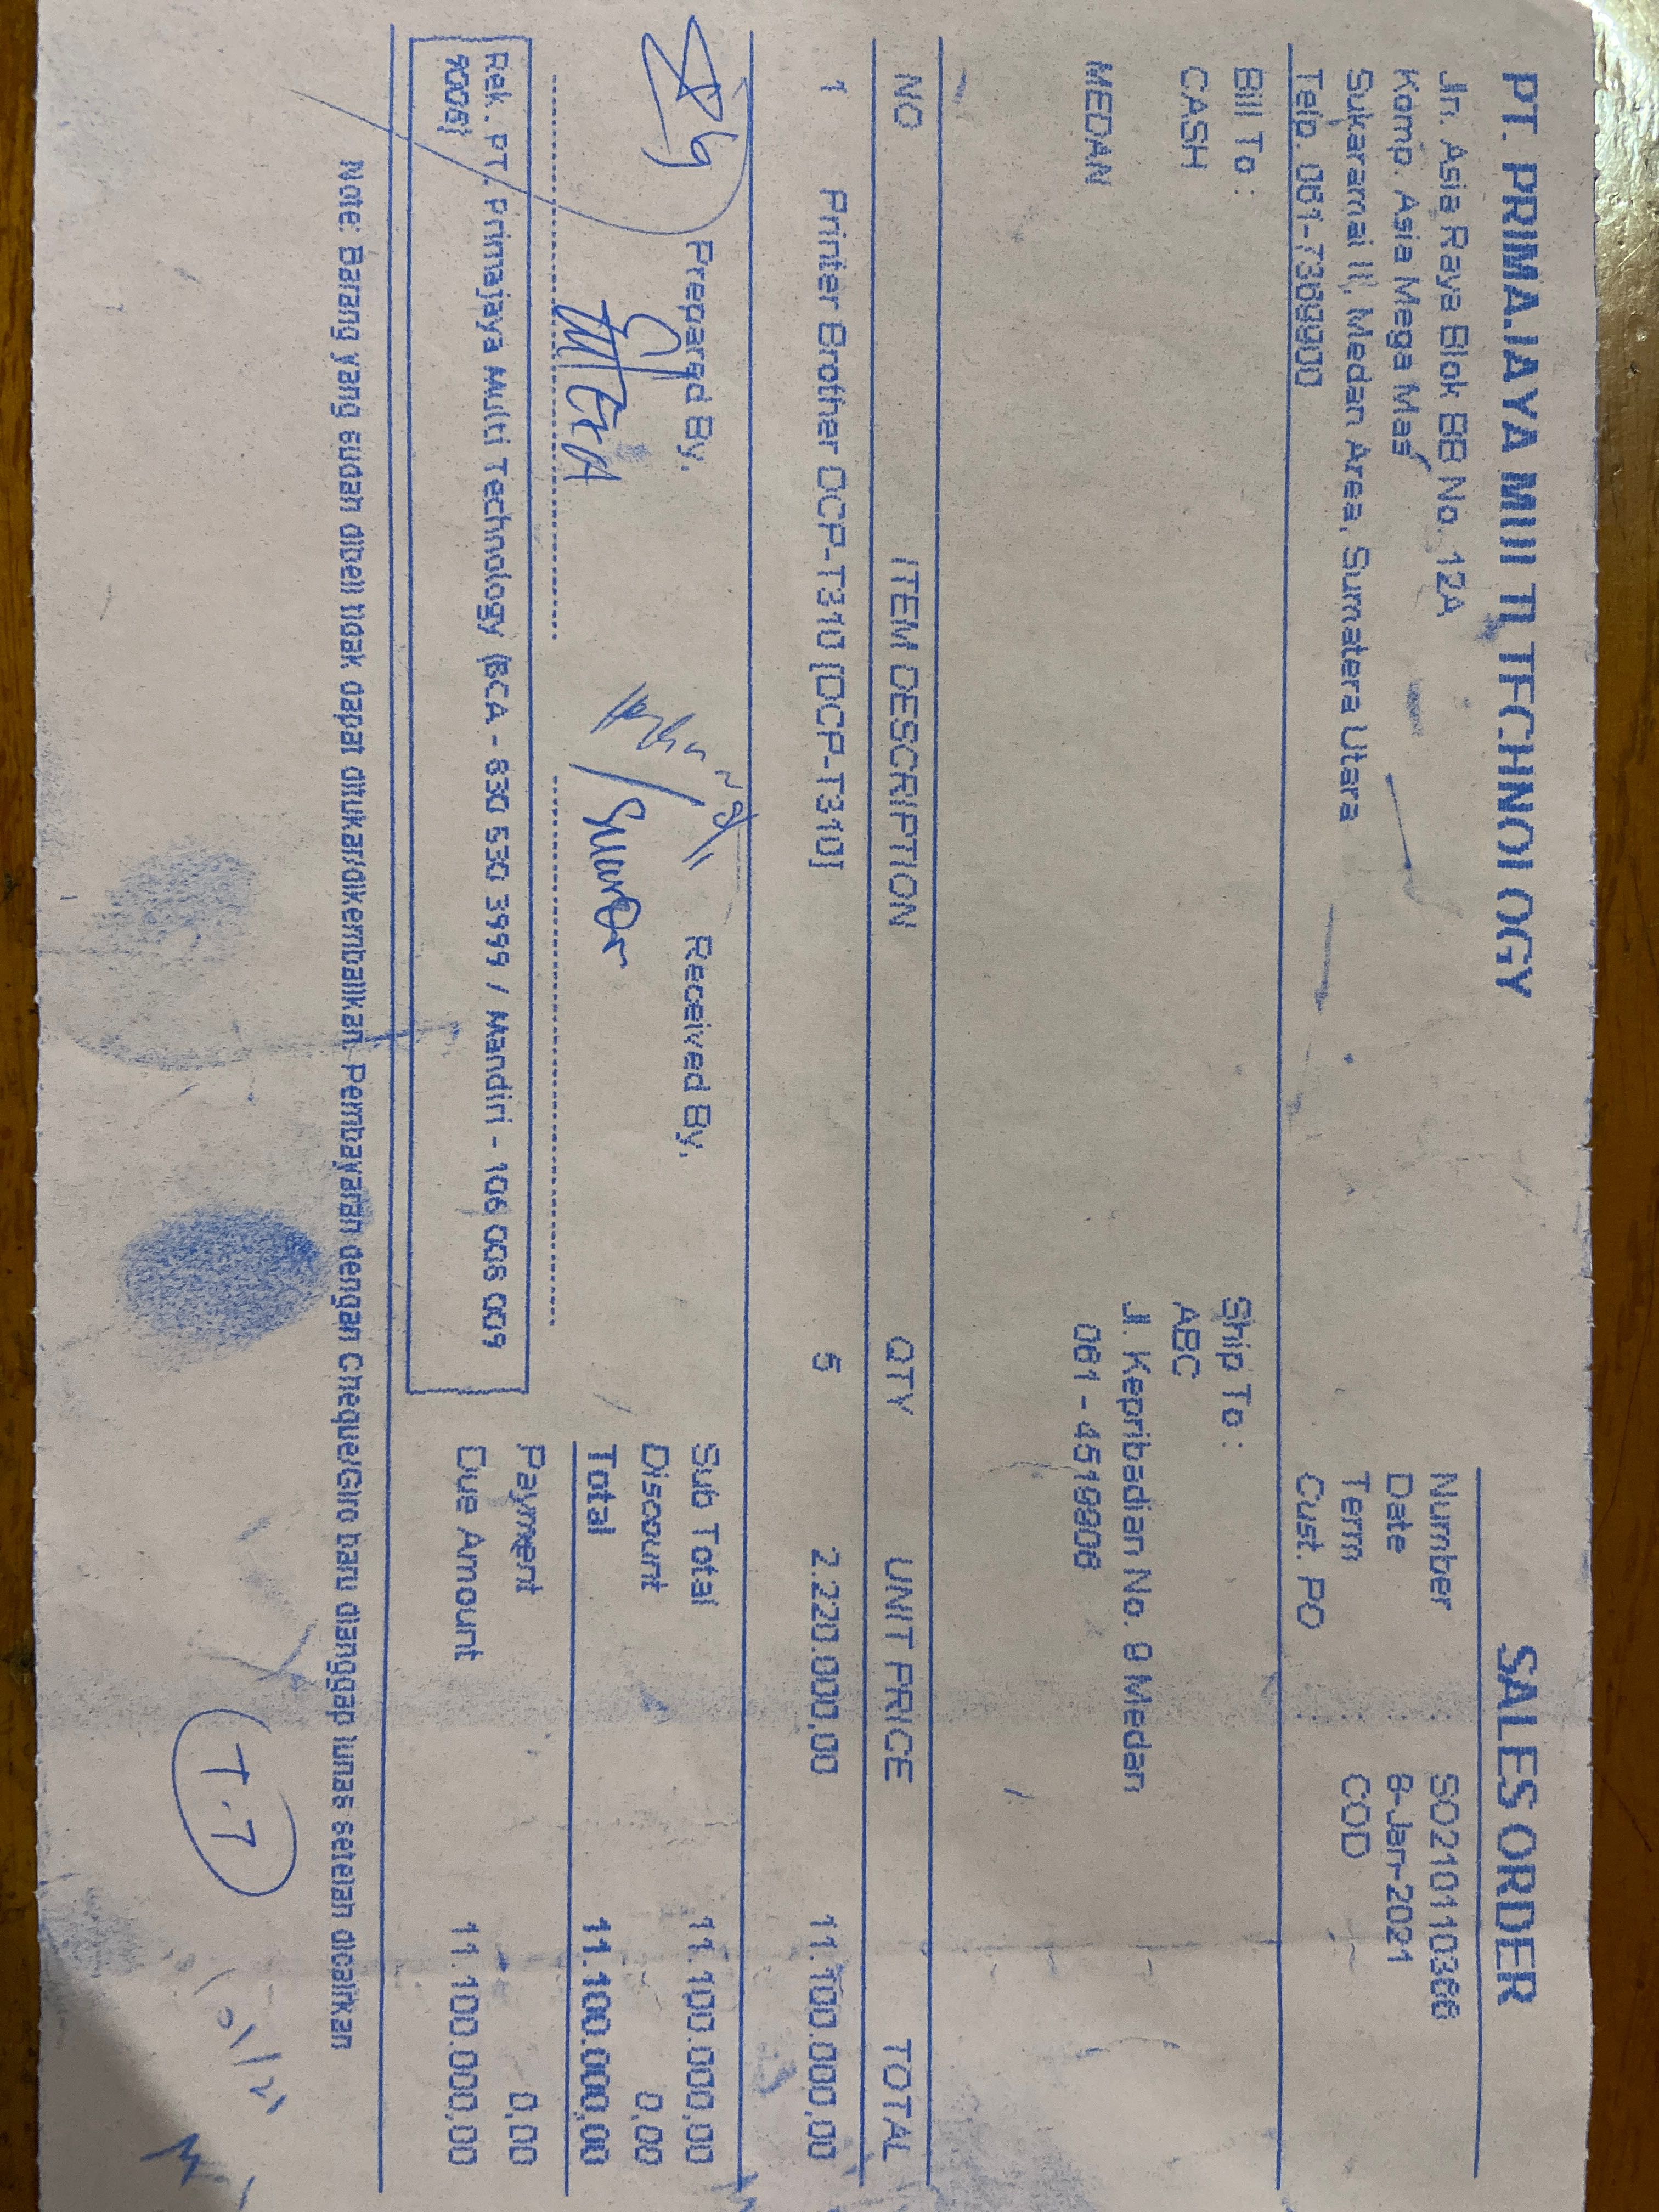 PT. PRIMAJAYA MULTI TECHNOLOGY
SALES ORDER
Jln. Asia Raya Blok BB No. 12A
Komp. Asia Mega Mas
Sukaramai II, Medan Area, Sumatera Utara
Telp. 061-7369900
Number : SO210110366
Date : 8-Jan-2021
Term : COD
Cust. PO :
Bill To :
CASH
MEDAN
Ship To :
ABC
Jl. Kepribadian No. 9 Medan
061 - 4519906
NO ITEM DESCRIPTION QTY UNIT PRICE TOTAL
1 Printer Brother DCP-T310 [DCP-T310] 5 2.220.000,00 11.100.000,00
Prepared By,
Received By,
Sub Total 11.100.000,00
Discount 0,00
Total 11.100.000,00
Payment 0,00
Due Amount 11.100.000,00
Rek. PT. Primajaya Multi Technology (BCA - 830 530 3999 / Mandiri - 106 008 009
Note: Barang yang sudah dibeli tidak dapat ditukar/dikembalikan. Pembayaran dengan Cheque/Giro baru dianggap lunas setelah dicairkan
T.T